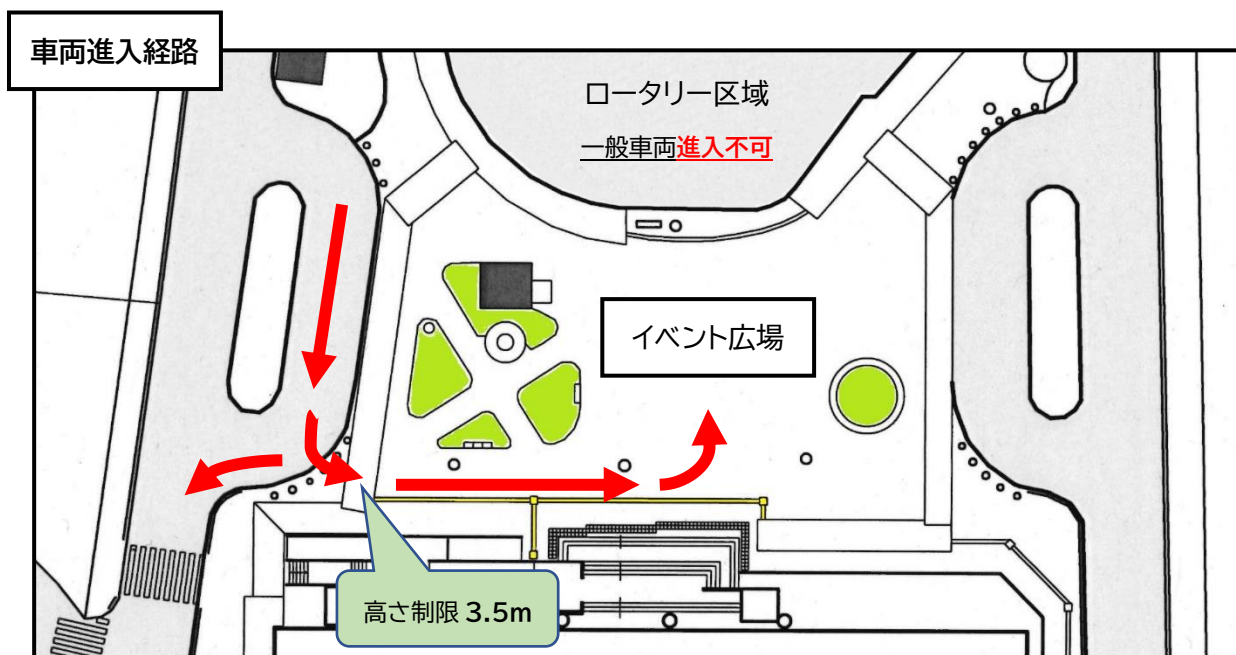 車両進入経路
ロータリー区域
一般車両進入不可
イベント広場
高さ制限 3.5m